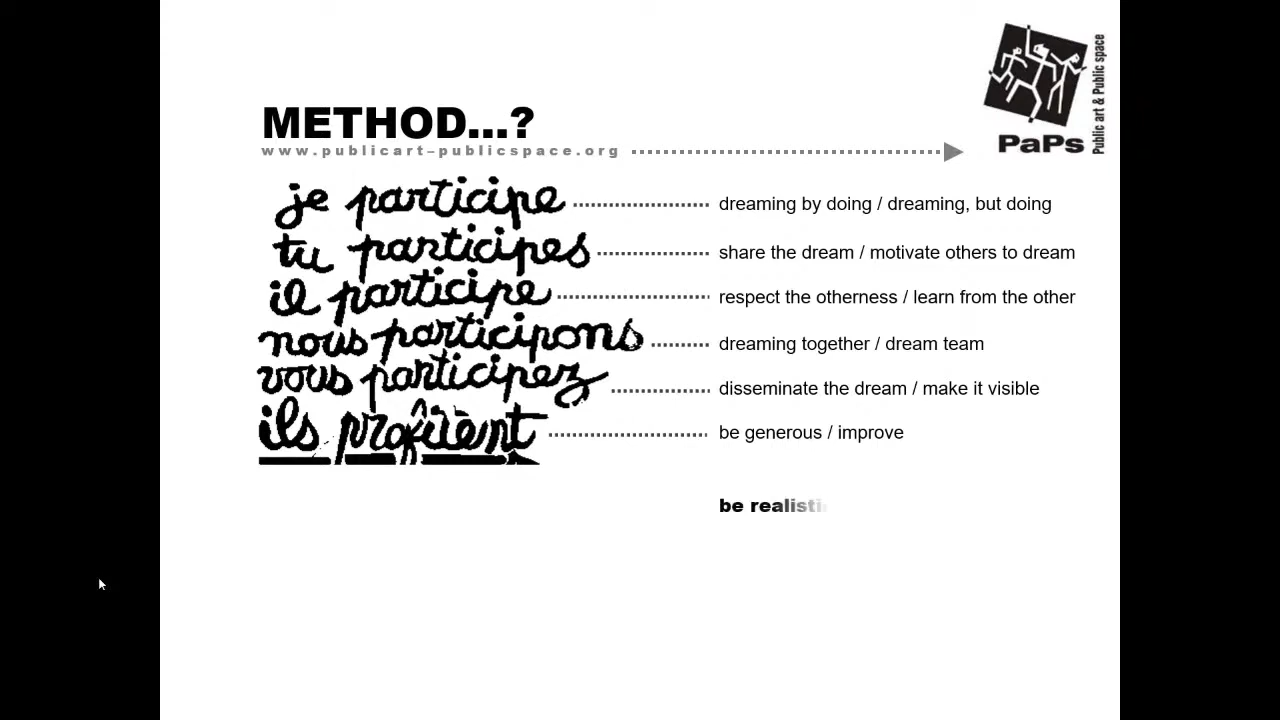 METHOD...?
www.publicart-publicspace.org
PaPs
Public art & Public space
je participe
dreaming by doing / dreaming, but doing
tu participes
share the dream / motivate others to dream
il participe
respect the otherness / learn from the other
nous participons
dreaming together / dream team
vous participez
disseminate the dream / make it visible
ils profitent
be generous / improve
be realisti